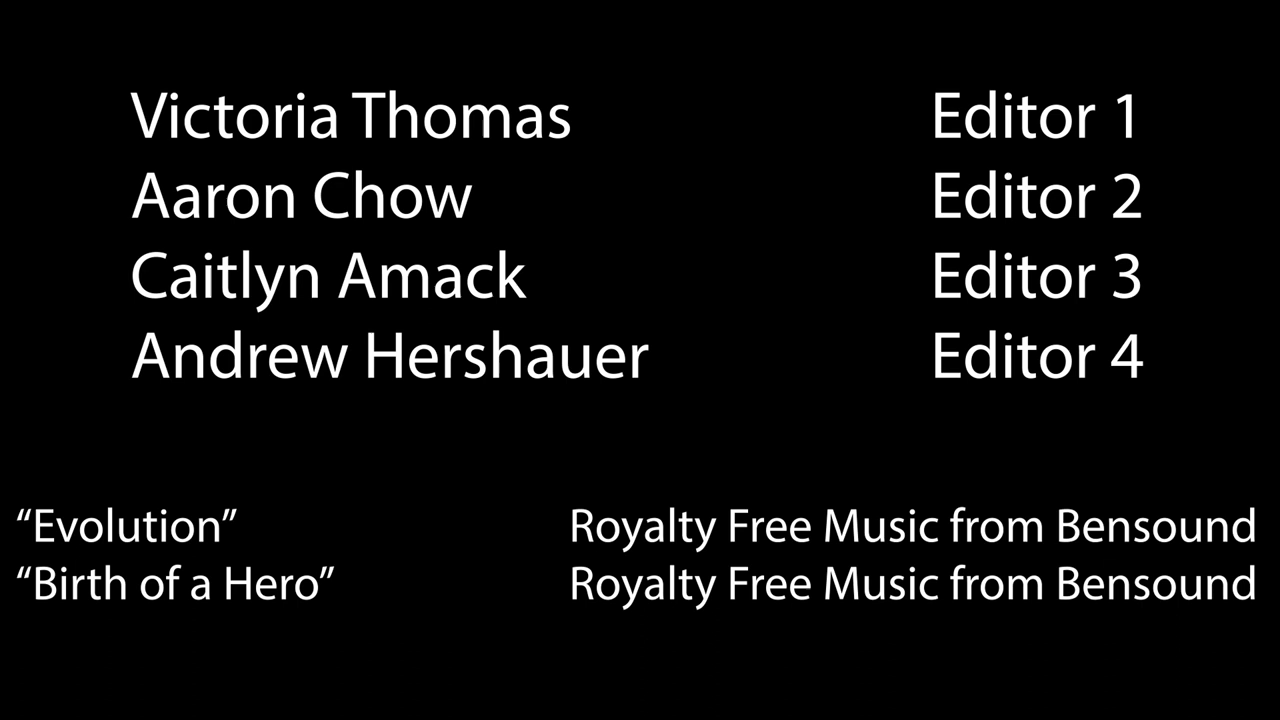 Victoria Thomas Editor 1
Aaron Chow Editor 2
Caitlyn Amack Editor 3
Andrew Hershauer Editor 4
“Evolution” Royalty Free Music from Bensound
“Birth of a Hero” Royalty Free Music from Bensound